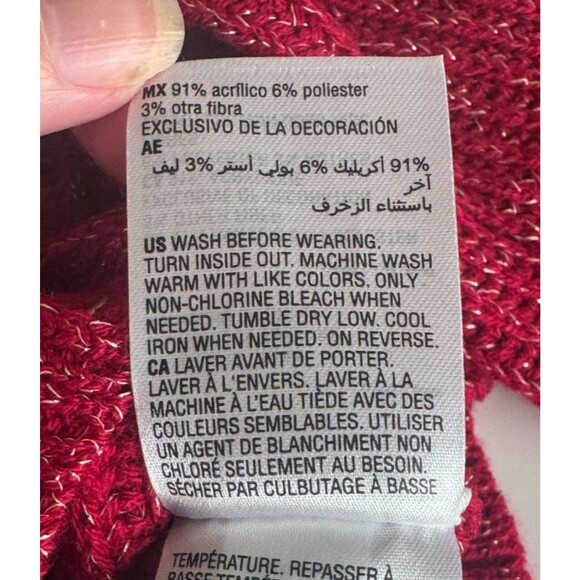 MX 91% acrílico 6% poliester
3% otra fibra
EXCLUSIVO DE LA DECORACIÓN
AE
91% أكريليك 6% بولي أستر 3% ليف
آخر
باستثناء الزخرف
US WASH BEFORE WEARING.
TURN INSIDE OUT. MACHINE WASH
WARM WITH LIKE COLORS. ONLY
NON-CHLORINE BLEACH WHEN
NEEDED. TUMBLE DRY LOW. COOL
IRON WHEN NEEDED. ON REVERSE.
CA LAVER AVANT DE PORTER.
LAVER À L'ENVERS. LAVER À LA
MACHINE À L'EAU TIÈDE AVEC DES
COULEURS SEMBLABLES. UTILISER
UN AGENT DE BLANCHIMENT NON
CHLORÉ SEULEMENT AU BESOIN.
SÉCHER PAR CULBUTAGE À BASSE
TEMPÉRATURE. REPASSER À
BASSE